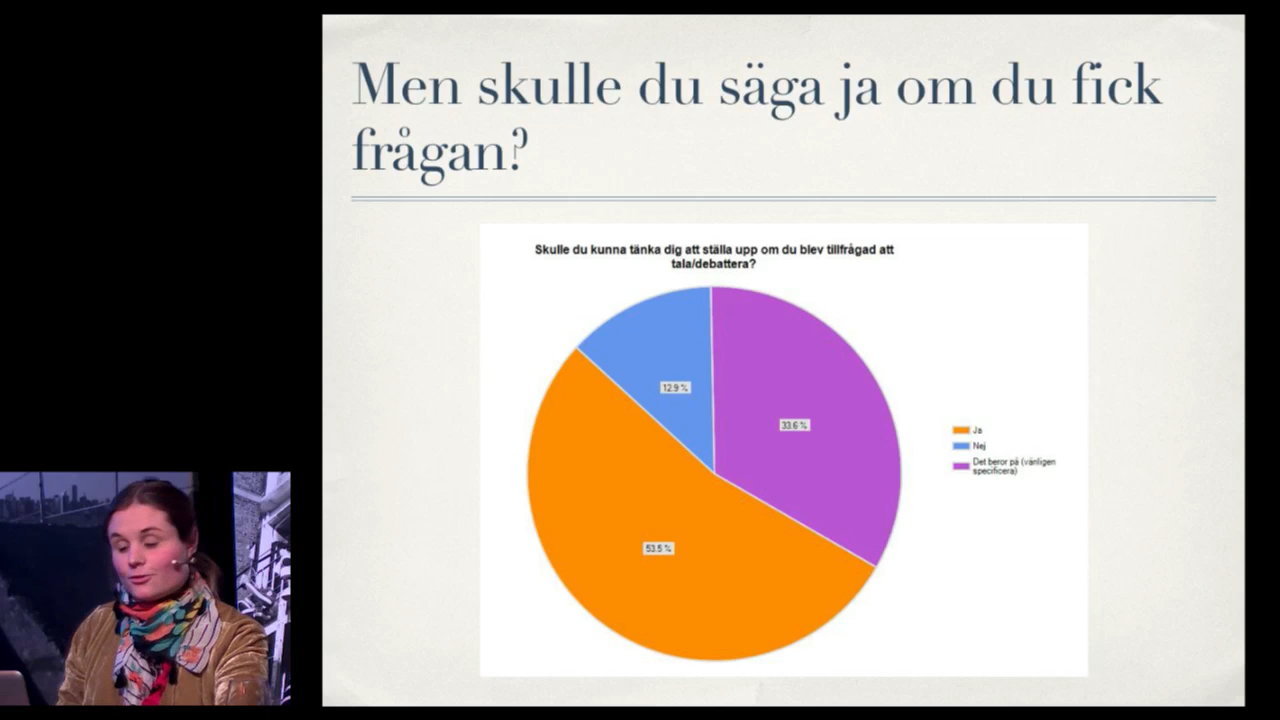 Men skulle du säga ja om du fick
frågan?
Skulle du kunna tänka dig att ställa upp om du blev tillfrågad att
tala/debattera?
12.9 %
33.6 %
53.5 %
Ja
Nej
Det beror på (vänligen
specificera)